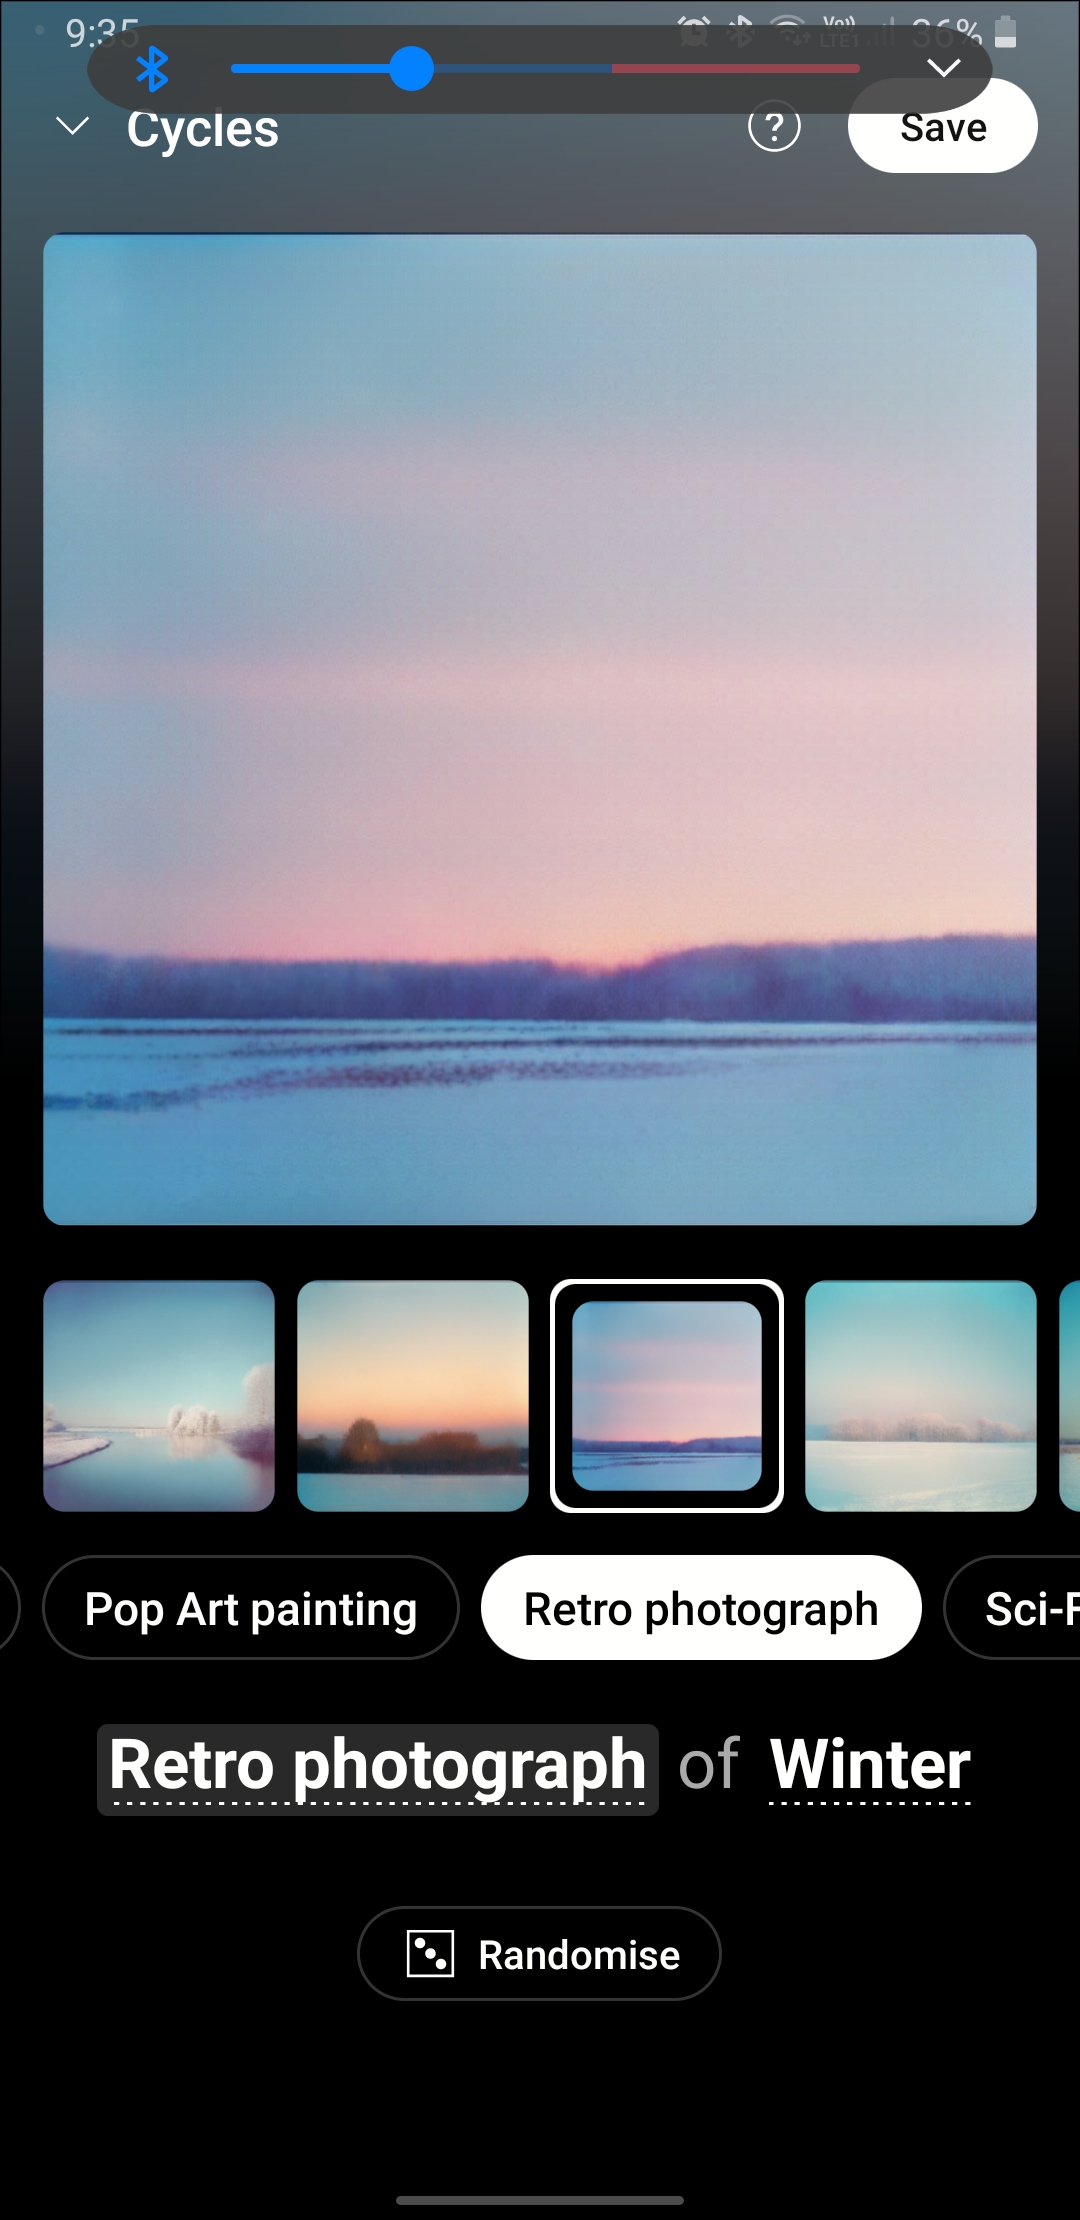 9:35
Vo))
LTE1
36%
Cycles
?
Save
Pop Art painting
Retro photograph
Sci-F
Retro photograph of Winter
Randomise